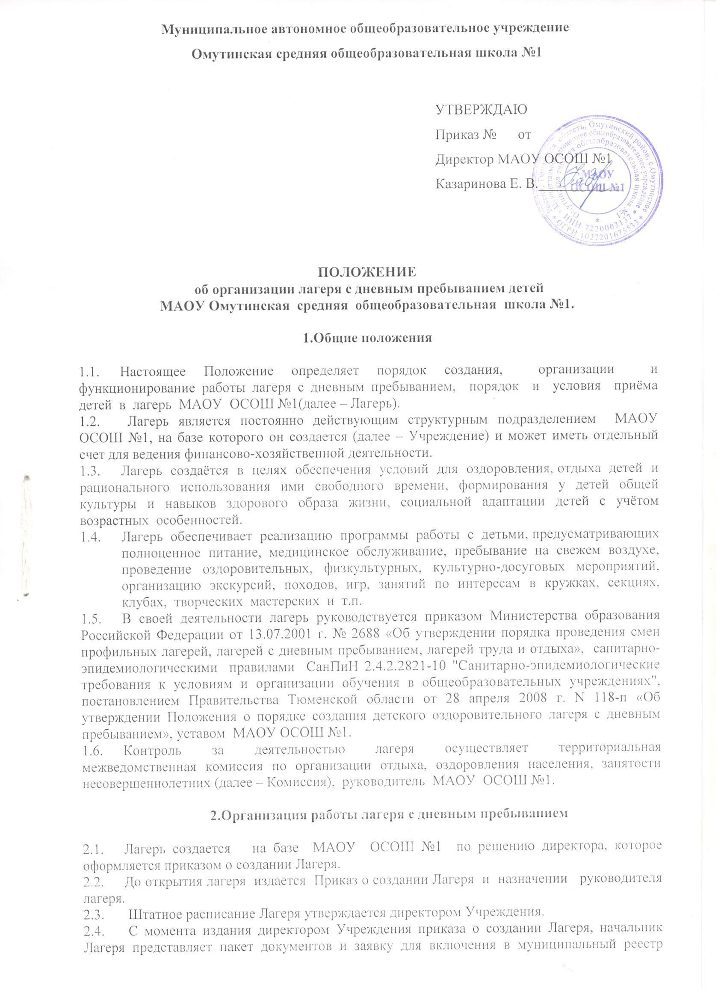 Муниципальное автономное общеобразовательное учреждение
Омутинская средняя общеобразовательная школа №1
УТВЕРЖДАЮ
Приказ № от
Директор МАОУ ОСОШ №1
Казаринова Е. В.
МАОУ
ОСОШ №1
Россия, Тюменская область, Омутинский район, с.Омутинское
* ОГРН 1027201675533 *
Муниципальное автономное общеобразовательное учреждение
* ИНН 7220003137 *
Омутинская средняя общеобразовательная школа №1
ПОЛОЖЕНИЕ
об организации лагеря с дневным пребыванием детей
МАОУ Омутинская средняя общеобразовательная школа №1.
1.Общие положения
1.1. Настоящее Положение определяет порядок создания, организации и
функционирование работы лагеря с дневным пребыванием, порядок и условия приёма
детей в лагерь МАОУ ОСОШ №1(далее – Лагерь).
1.2. Лагерь является постоянно действующим структурным подразделением МАОУ
ОСОШ №1, на базе которого он создается (далее – Учреждение) и может иметь отдельный
счет для ведения финансово-хозяйственной деятельности.
1.3. Лагерь создаётся в целях обеспечения условий для оздоровления, отдыха детей и
рационального использования ими свободного времени, формирования у детей общей
культуры и навыков здорового образа жизни, социальной адаптации детей с учётом
возрастных особенностей.
1.4. Лагерь обеспечивает реализацию программы работы с детьми, предусматривающих
полноценное питание, медицинское обслуживание, пребывание на свежем воздухе,
проведение оздоровительных, физкультурных, культурно-досуговых мероприятий,
организацию экскурсий, походов, игр, занятий по интересам в кружках, секциях,
клубах, творческих мастерских и т.п.
1.5. В своей деятельности лагерь руководствуется приказом Министерства образования
Российской Федерации от 13.07.2001 г. № 2688 «Об утверждении порядка проведения смен
профильных лагерей, лагерей с дневным пребыванием, лагерей труда и отдыха», санитарно-
эпидемиологическими правилами СанПиН 2.4.2.2821-10 "Санитарно-эпидемиологические
требования к условиям и организации обучения в общеобразовательных учреждениях",
постановлением Правительства Тюменской области от 28 апреля 2008 г. N 118-п «Об
утверждении Положения о порядке создания детского оздоровительного лагеря с дневным
пребыванием», уставом МАОУ ОСОШ №1.
1.6. Контроль за деятельностью лагеря осуществляет территориальная
межведомственная комиссия по организации отдыха, оздоровления населения, занятости
несовершеннолетних (далее – Комиссия), руководитель МАОУ ОСОШ №1.
2.Организация работы лагеря с дневным пребыванием
2.1. Лагерь создается на базе МАОУ ОСОШ №1 по решению директора, которое
оформляется приказом о создании Лагеря.
2.2. До открытия лагеря издается Приказ о создании Лагеря и назначении руководителя
лагеря.
2.3. Штатное расписание Лагеря утверждается директором Учреждения.
2.4. С момента издания директором Учреждения приказа о создании Лагеря, начальник
Лагеря представляет пакет документов и заявку для включения в муниципальный реестр